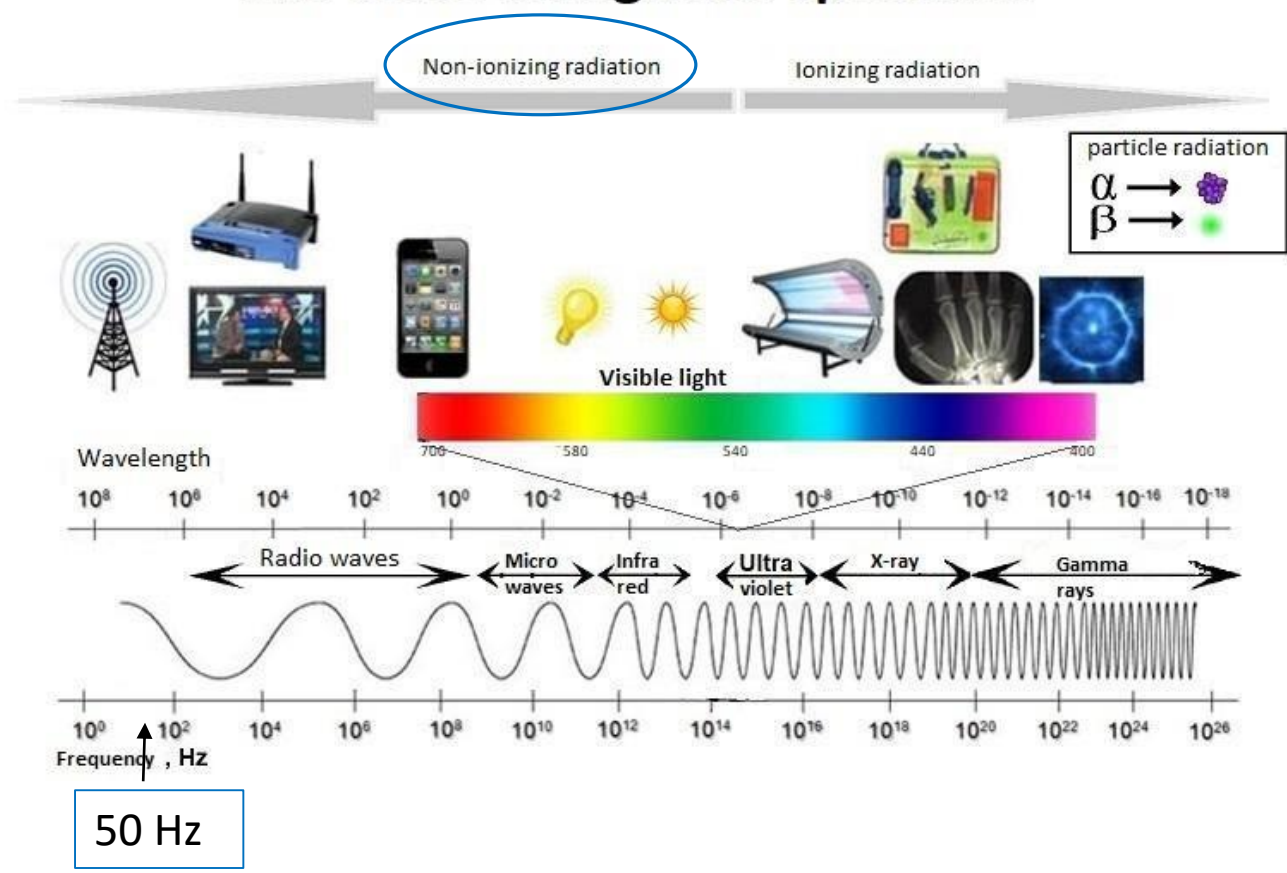 Non-ionizing radiation
Ionizing radiation
particle radiation
α
β
Visible light
700 580 540 440 400
Wavelength
10⁸ 10⁶ 10⁴ 10² 10⁰ 10⁻² 10⁻⁴ 10⁻⁶ 10⁻⁸ 10⁻¹⁰ 10⁻¹² 10⁻¹⁴ 10⁻¹⁶ 10⁻¹⁸
Radio waves
Micro
waves
Infra
red
Ultra
violet
X-ray
Gamma
rays
10⁰ 10² 10⁴ 10⁶ 10⁸ 10¹⁰ 10¹² 10¹⁴ 10¹⁶ 10¹⁸ 10²⁰ 10²² 10²⁴ 10²⁶
Frequency , Hz
50 Hz